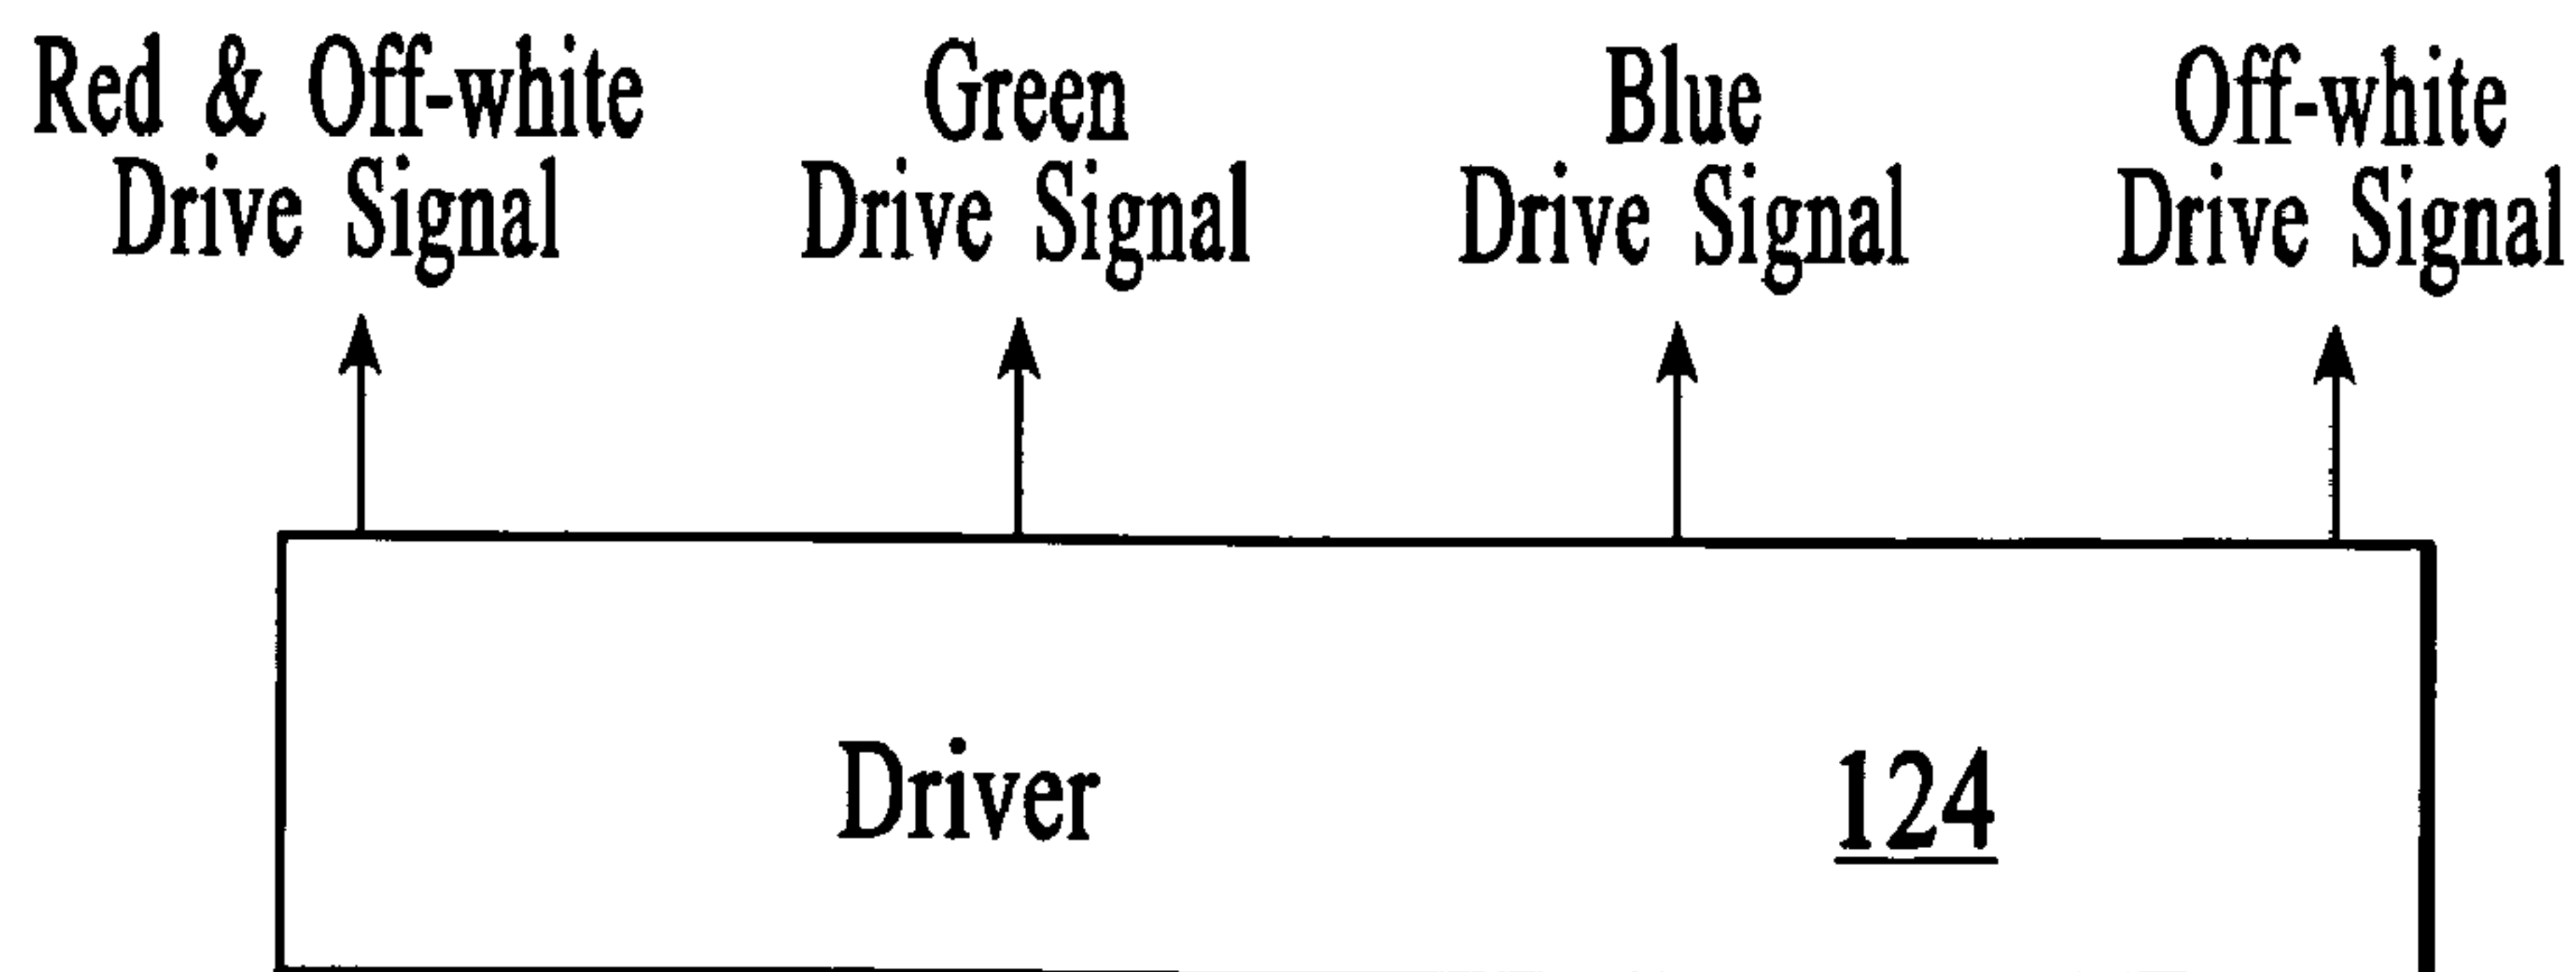 Red & Off-white
Drive Signal
Green
Drive Signal
Blue
Drive Signal
Off-white
Drive Signal
Driver
124